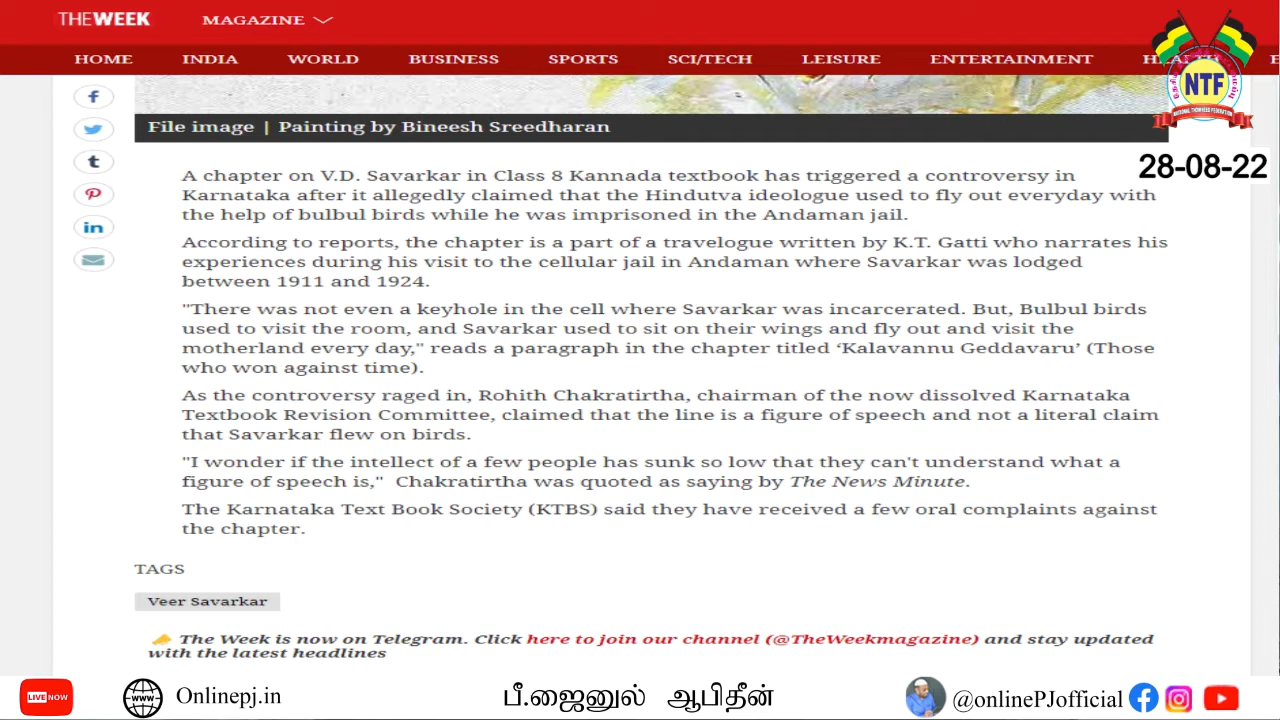 THEWEEK MAGAZINE
HOME INDIA WORLD BUSINESS SPORTS SCI/TECH LEISURE ENTERTAINMENT
NTF
NATIONAL THOWHEED FEDERATION
28-08-22
File image | Painting by Bineesh Sreedharan
A chapter on V.D. Savarkar in Class 8 Kannada textbook has triggered a controversy in
Karnataka after it allegedly claimed that the Hindutva ideologue used to fly out everyday with
the help of bulbul birds while he was imprisoned in the Andaman jail.
According to reports, the chapter is a part of a travelogue written by K.T. Gatti who narrates his
experiences during his visit to the cellular jail in Andaman where Savarkar was lodged
between 1911 and 1924.
"There was not even a keyhole in the cell where Savarkar was incarcerated. But, Bulbul birds
used to visit the room, and Savarkar used to sit on their wings and fly out and visit the
motherland every day," reads a paragraph in the chapter titled ‘Kalavannu Geddavaru’ (Those
who won against time).
As the controversy raged in, Rohith Chakratirtha, chairman of the now dissolved Karnataka
Textbook Revision Committee, claimed that the line is a figure of speech and not a literal claim
that Savarkar flew on birds.
"I wonder if the intellect of a few people has sunk so low that they can't understand what a
figure of speech is," Chakratirtha was quoted as saying by The News Minute.
The Karnataka Text Book Society (KTBS) said they have received a few oral complaints against
the chapter.
TAGS
Veer Savarkar
The Week is now on Telegram. Click here to join our channel (@TheWeekmagazine) and stay updated
with the latest headlines
LIVE NOW WWW Onlinepj.in பீ.ஜைனுல் ஆபிதீன் @onlinePJofficial